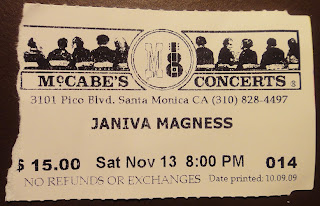 McCABE'S M8 CONCERTS
3101 Pico Blvd. Santa Monica CA (310) 828-4497
JANIVA MAGNESS
$ 15.00 Sat Nov 13 8:00 PM 014
NO REFUNDS OR EXCHANGES Date printed: 10.09.09